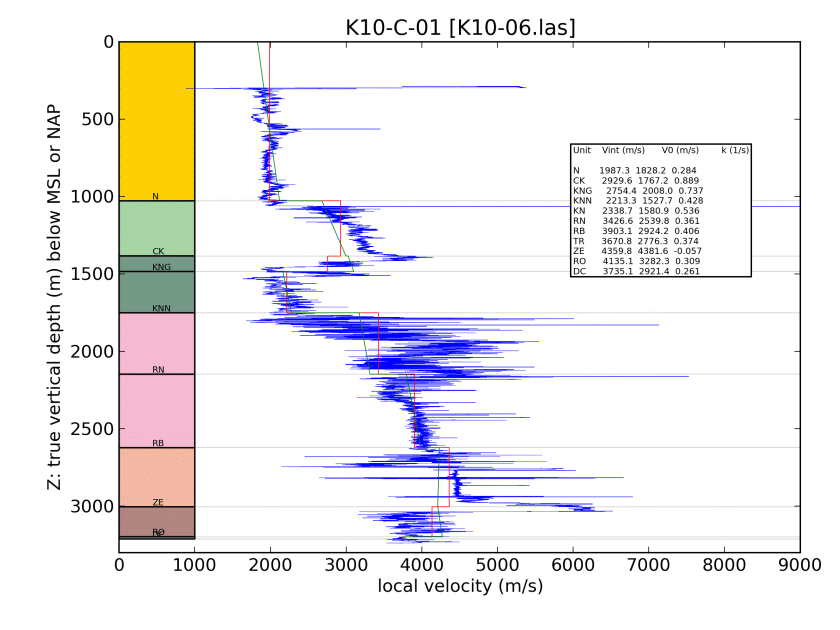 K10-C-01 [K10-06.las]
Z: true vertical depth (m) below MSL or NAP
0
500
1000
1500
2000
2500
3000
N
CK
KNG
KNN
RN
RB
ZE
RO
Unit Vint (m/s) V0 (m/s) k (1/s)
N 1987.3 1828.2 0.284
CK 2929.6 1767.2 0.889
KNG 2754.4 2008.0 0.737
KNN 2213.3 1527.7 0.428
KN 2338.7 1580.9 0.536
RN 3426.6 2539.8 0.361
RB 3903.1 2924.2 0.406
TR 3670.8 2776.3 0.374
ZE 4359.8 4381.6 -0.057
RO 4135.1 3282.3 0.309
DC 3735.1 2921.4 0.261
0 1000 2000 3000 4000 5000 6000 7000 8000 9000
local velocity (m/s)